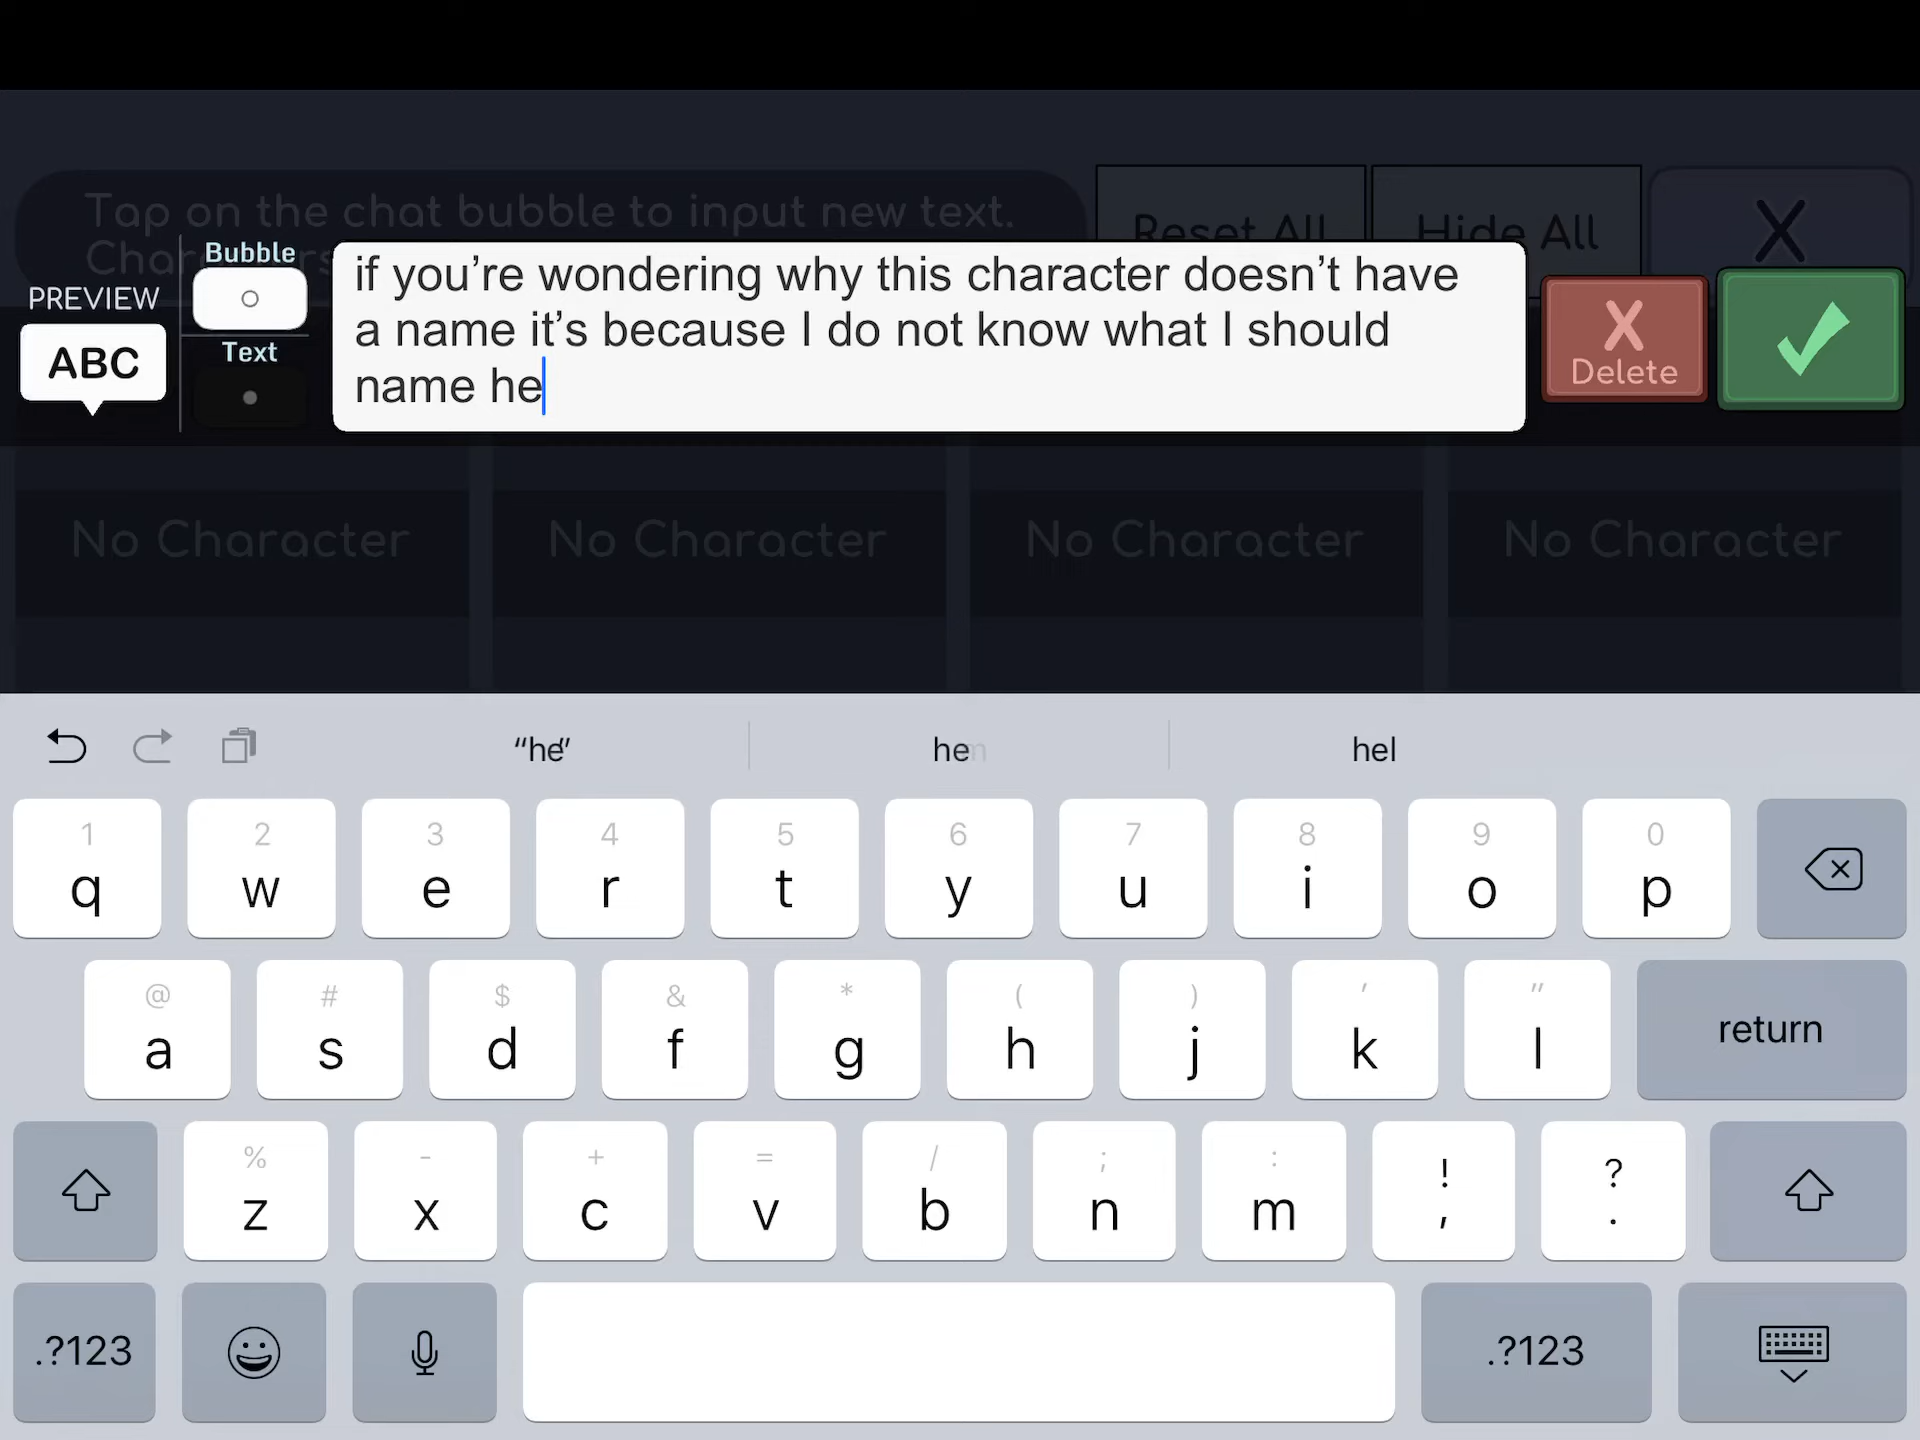 Tap on the chat bubble to input new text.
Reset All
Hide All
X
Characters
Bubble
PREVIEW
ABC
Text
if you’re wondering why this character doesn’t have
a name it’s because I do not know what I should
name he
X
Delete
No Character
No Character
No Character
No Character
“he”
he
hel
1 2 3 4 5 6 7 8 9 0
q w e r t y u i o p
@ # $ & * ( ) ' "
a s d f g h j k l
return
% - + = / ; : ! ?
z x c v b n m , .
.?123
.?123